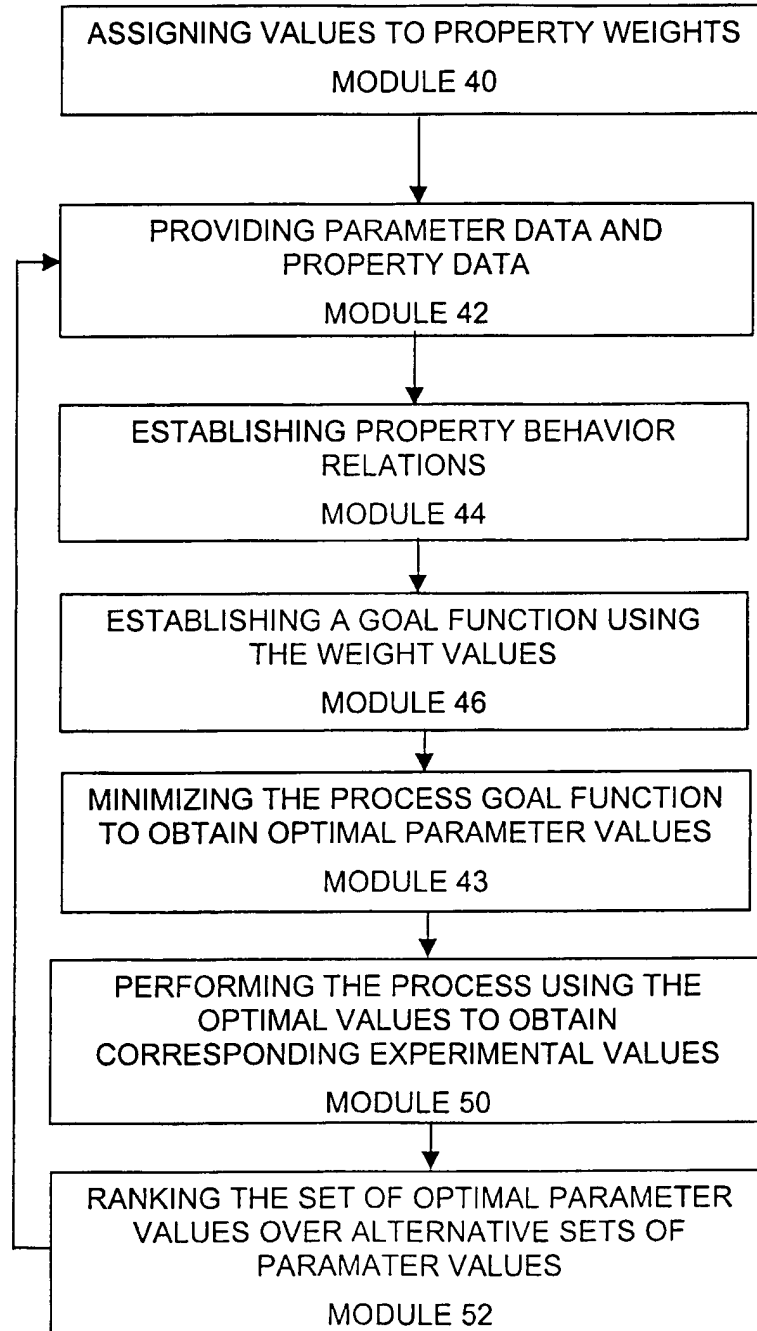 ASSIGNING VALUES TO PROPERTY WEIGHTS
MODULE 40
PROVIDING PARAMETER DATA AND
PROPERTY DATA
MODULE 42
ESTABLISHING PROPERTY BEHAVIOR
RELATIONS
MODULE 44
ESTABLISHING A GOAL FUNCTION USING
THE WEIGHT VALUES
MODULE 46
MINIMIZING THE PROCESS GOAL FUNCTION
TO OBTAIN OPTIMAL PARAMETER VALUES
MODULE 43
PERFORMING THE PROCESS USING THE
OPTIMAL VALUES TO OBTAIN
CORRESPONDING EXPERIMENTAL VALUES
MODULE 50
RANKING THE SET OF OPTIMAL PARAMETER
VALUES OVER ALTERNATIVE SETS OF
PARAMATER VALUES
MODULE 52